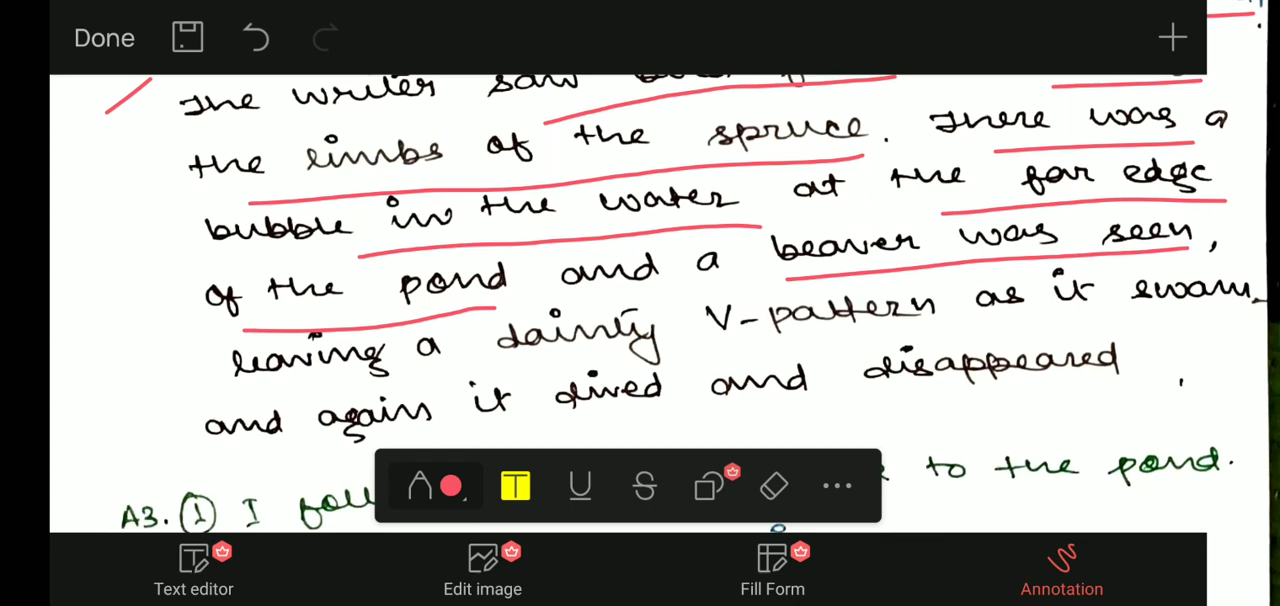 Done
The writer saw
the limbs of the spruce. There was a
bubble in the water at the far edge
of the pond and a beaver was seen,
leaving a dainty V-pattern as it swam
and again it dived and disappeared.
A3. (1) I to the pond.
Text editor
Edit image
Fill Form
Annotation